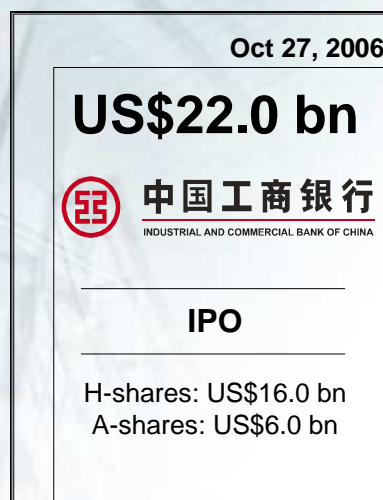 Oct 27, 2006
US$22.0 bn
中国工商银行
INDUSTRIAL AND COMMERCIAL BANK OF CHINA
IPO
H-shares: US$16.0 bn
A-shares: US$6.0 bn